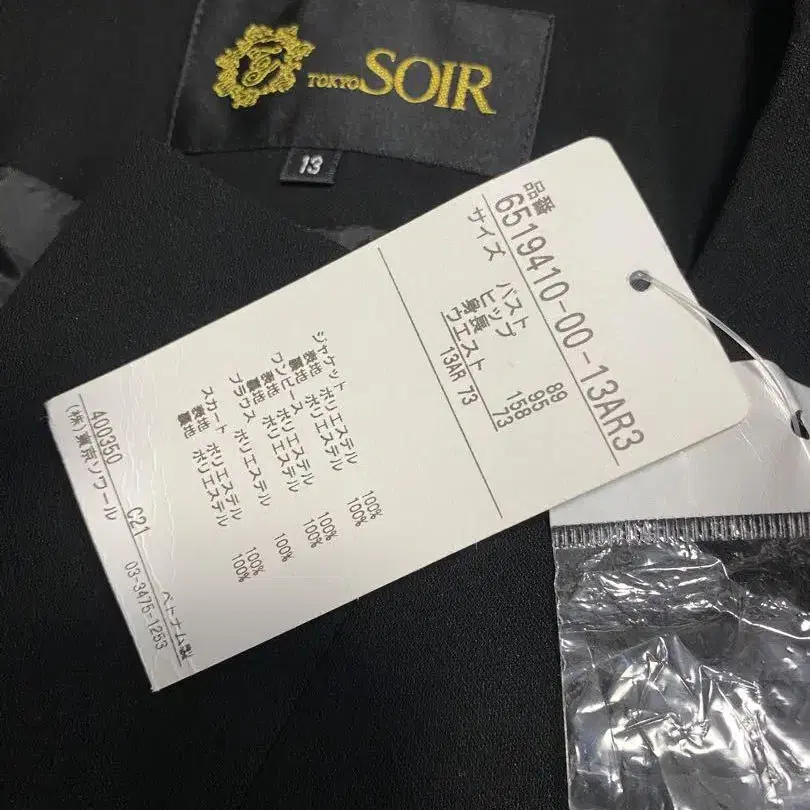 TOKYO SOIR
13
品番
6519410-00-13AR3
サイズ
バスト 89
ヒップ 95
身長 158
ウエスト 73
13AR 73
ジャケット
表地 ポリエステル 100%
裏地 ポリエステル 100%
ワンピース
表地 ポリエステル 100%
裏地 ポリエステル 100%
ブラウス ポリエステル 100%
スカート
表地 ポリエステル 100%
裏地 ポリエステル 100%
400350 C21 ベトナム製
(株)東京ソワール 03-3475-1253